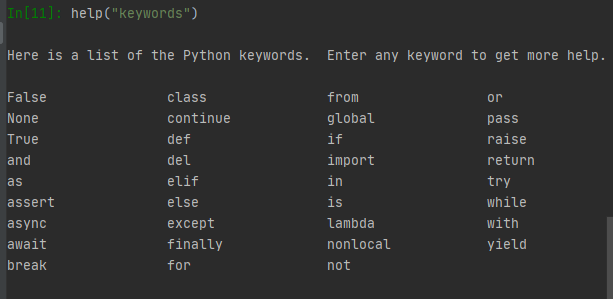 In[11]: help("keywords")
Here is a list of the Python keywords.  Enter any keyword to get more help.
False               class               from                or
None                continue            global              pass
True                def                 if                  raise
and                 del                 import              return
as                  elif                in                  try
assert              else                is                  while
async               except              lambda              with
await               finally             nonlocal            yield
break               for                 not